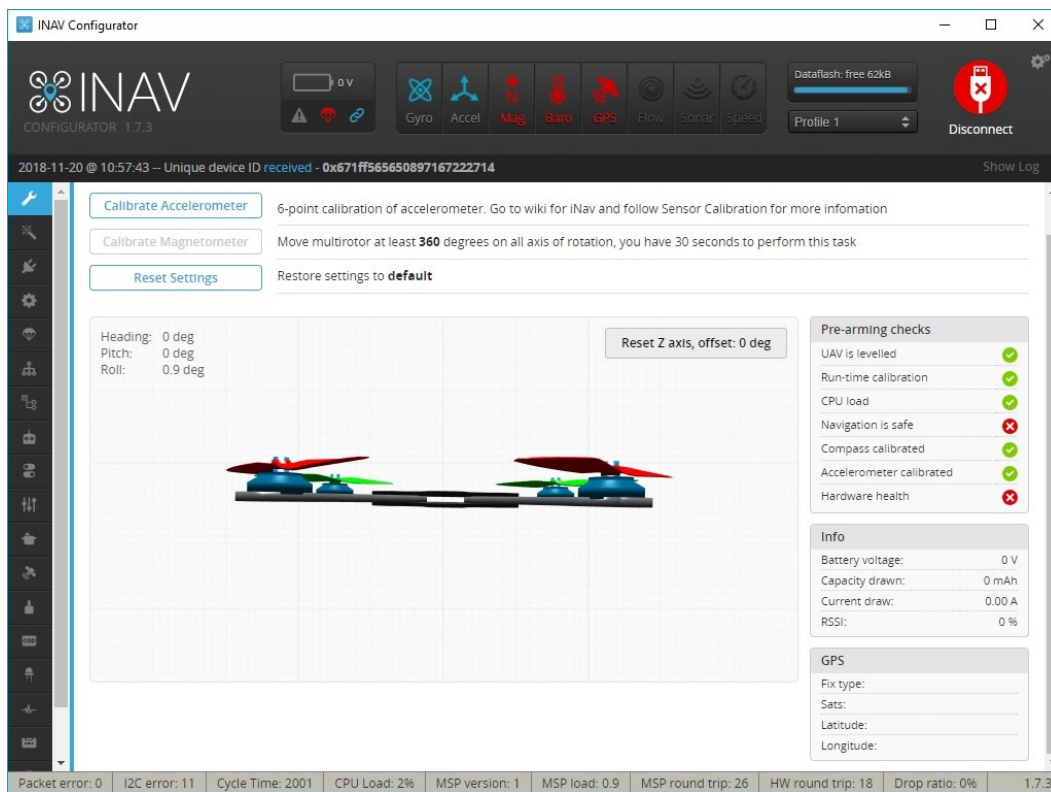 INAV Configurator
INAV
CONFIGURATOR 1.7.3
0 V
Gyro Accel Mag Baro GPS Flow Sonar Speed
Dataflash: free 62kB
Profile 1
Disconnect
2018-11-20 @ 10:57:43 -- Unique device ID received - 0x671ff565650897167222714
Show Log
Calibrate Accelerometer
6-point calibration of accelerometer. Go to wiki for iNav and follow Sensor Calibration for more infomation
Calibrate Magnetometer
Move multirotor at least 360 degrees on all axis of rotation, you have 30 seconds to perform this task
Reset Settings
Restore settings to default
Heading: 0 deg
Pitch: 0 deg
Roll: 0.9 deg
Reset Z axis, offset: 0 deg
Pre-arming checks
UAV is levelled
Run-time calibration
CPU load
Navigation is safe
Compass calibrated
Accelerometer calibrated
Hardware health
Info
Battery voltage: 0 V
Capacity drawn: 0 mAh
Current draw: 0.00 A
RSSI: 0 %
GPS
Fix type:
Sats:
Latitude:
Longitude:
Packet error: 0 I2C error: 11 Cycle Time: 2001 CPU Load: 2% MSP version: 1 MSP load: 0.9 MSP round trip: 26 HW round trip: 18 Drop ratio: 0% 1.7.3